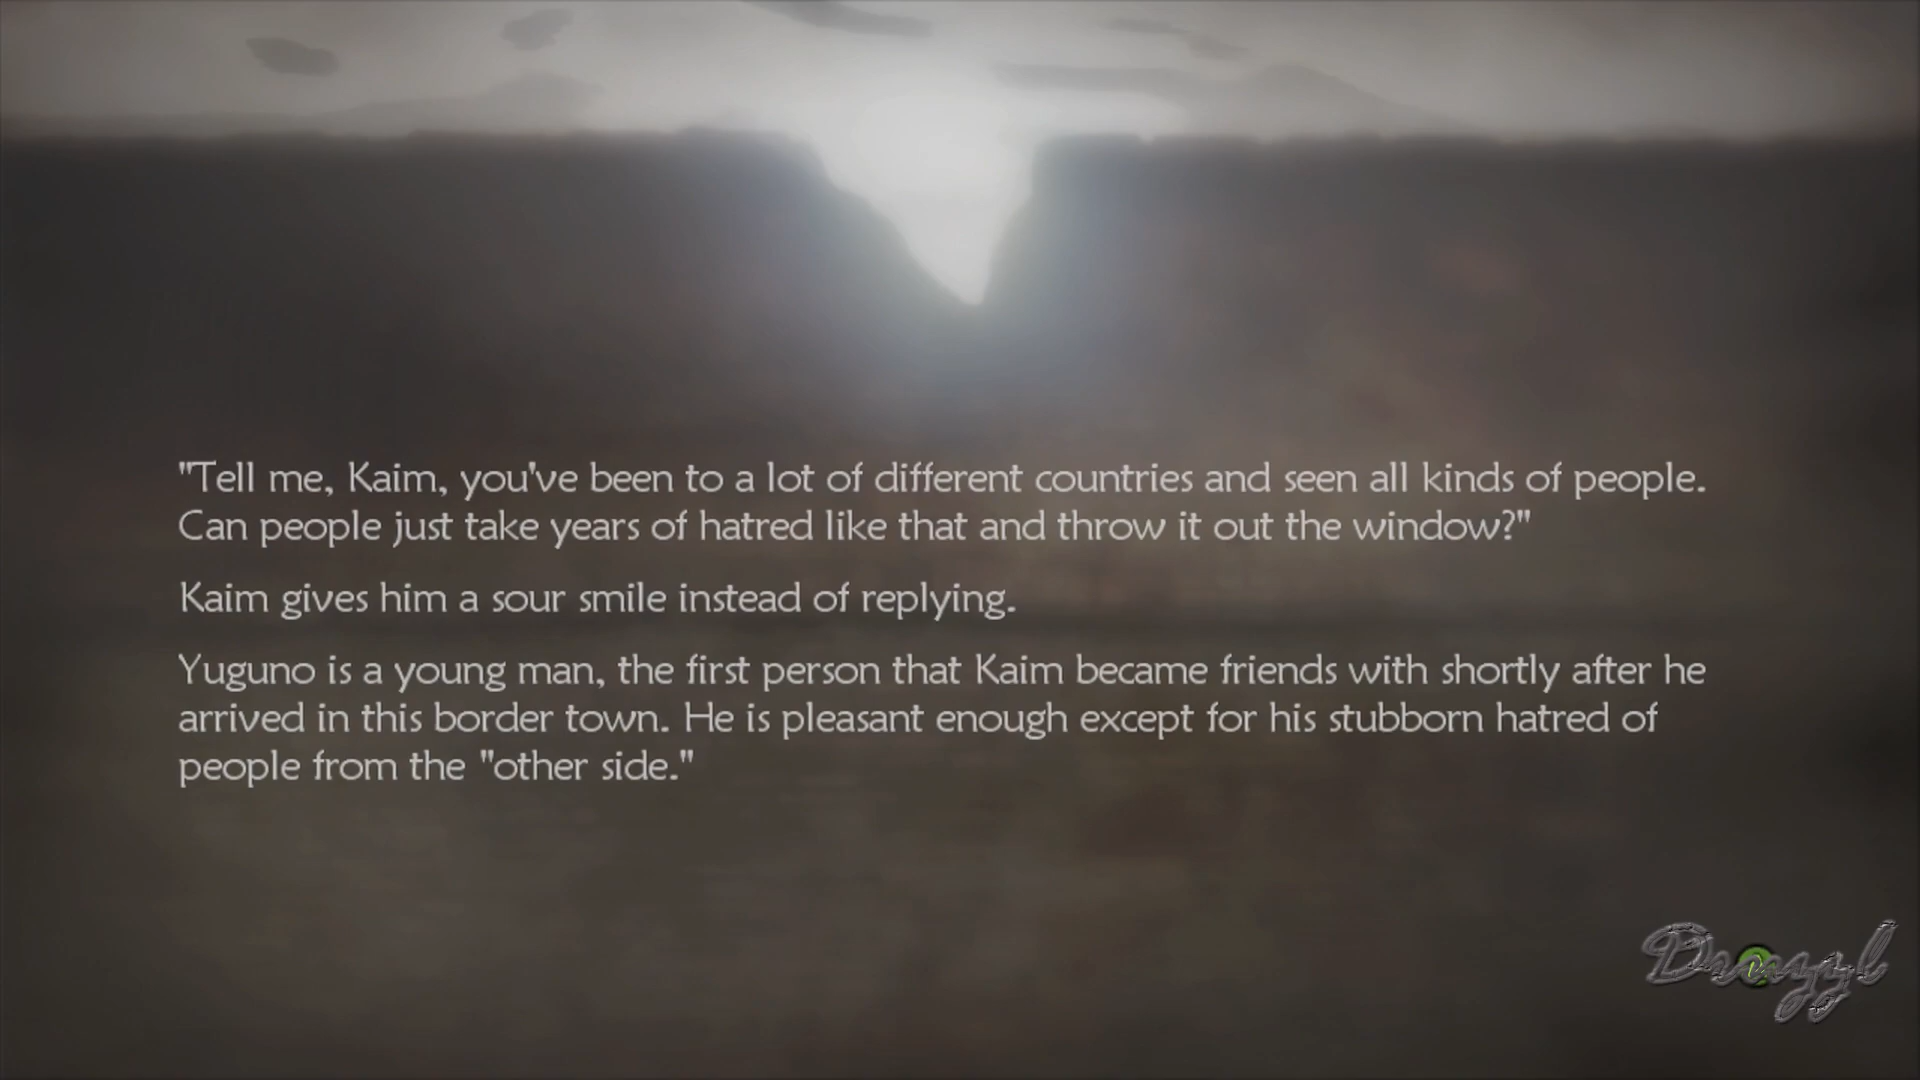 "Tell me, Kaim, you've been to a lot of different countries and seen all kinds of people.
Can people just take years of hatred like that and throw it out the window?"
Kaim gives him a sour smile instead of replying.
Yuguno is a young man, the first person that Kaim became friends with shortly after he
arrived in this border town. He is pleasant enough except for his stubborn hatred of
people from the "other side."